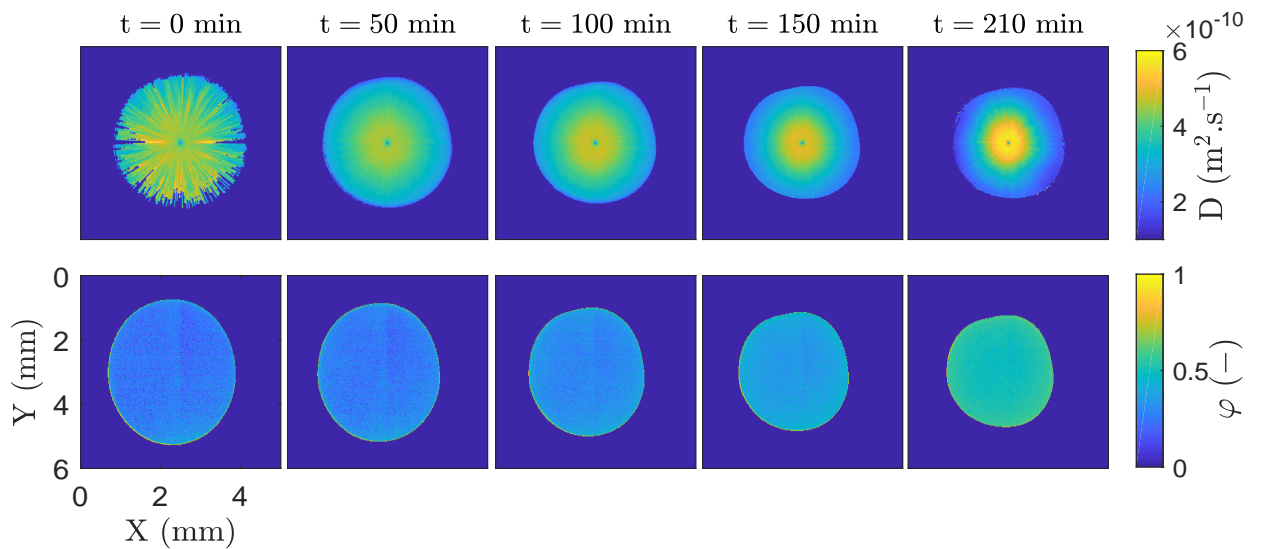 t = 0 min
t = 50 min
t = 100 min
t = 150 min
t = 210 min
×10⁻¹⁰
6
4
2
D (m².s⁻¹)
0
2
4
6
Y (mm)
0
2
4
X (mm)
1
0.5
0
φ (−)